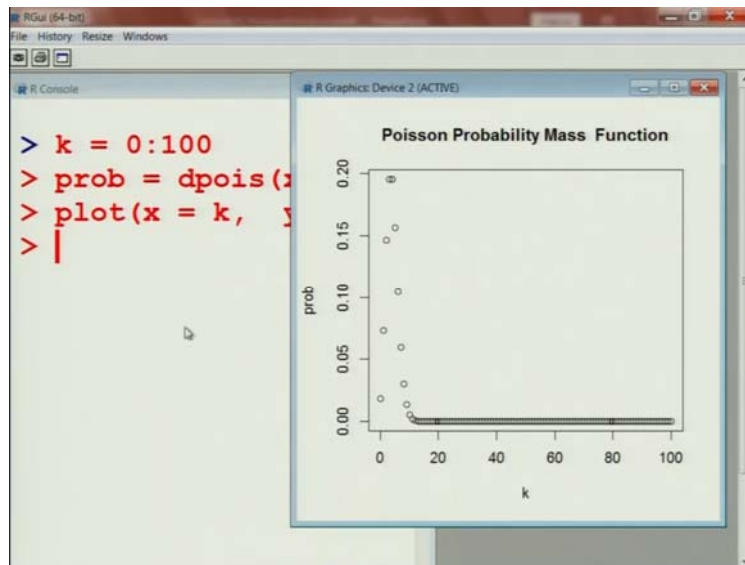 RGui (64-bit)
File History Resize Windows
R Console
> k = 0:100
> prob = dpois(
> plot(x = k,
>
R Graphics: Device 2 (ACTIVE)
Poisson Probability Mass Function
prob
0.20
0.15
0.10
0.05
0.00
0 20 40 60 80 100
k